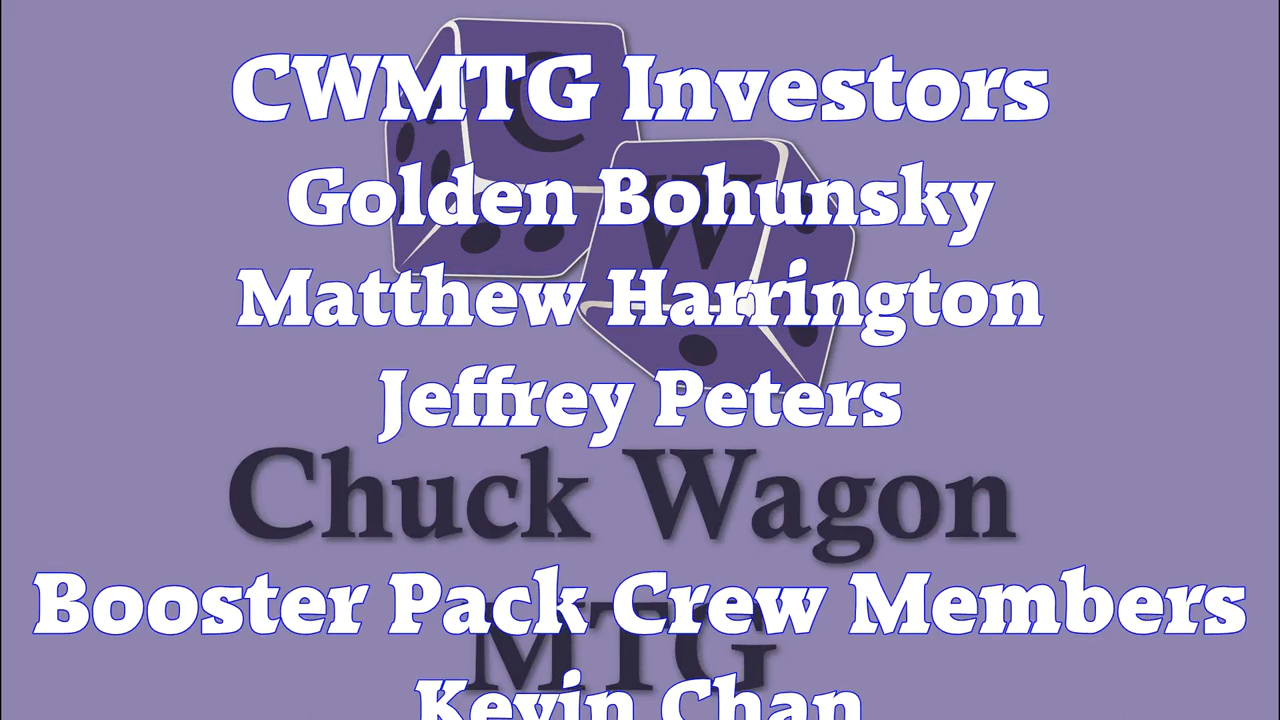 C
CWMTG Investors
W
Golden Bohunsky
Matthew Harrington
Jeffrey Peters
Chuck Wagon
Booster Pack Crew Members
MTG
Kevin Chan